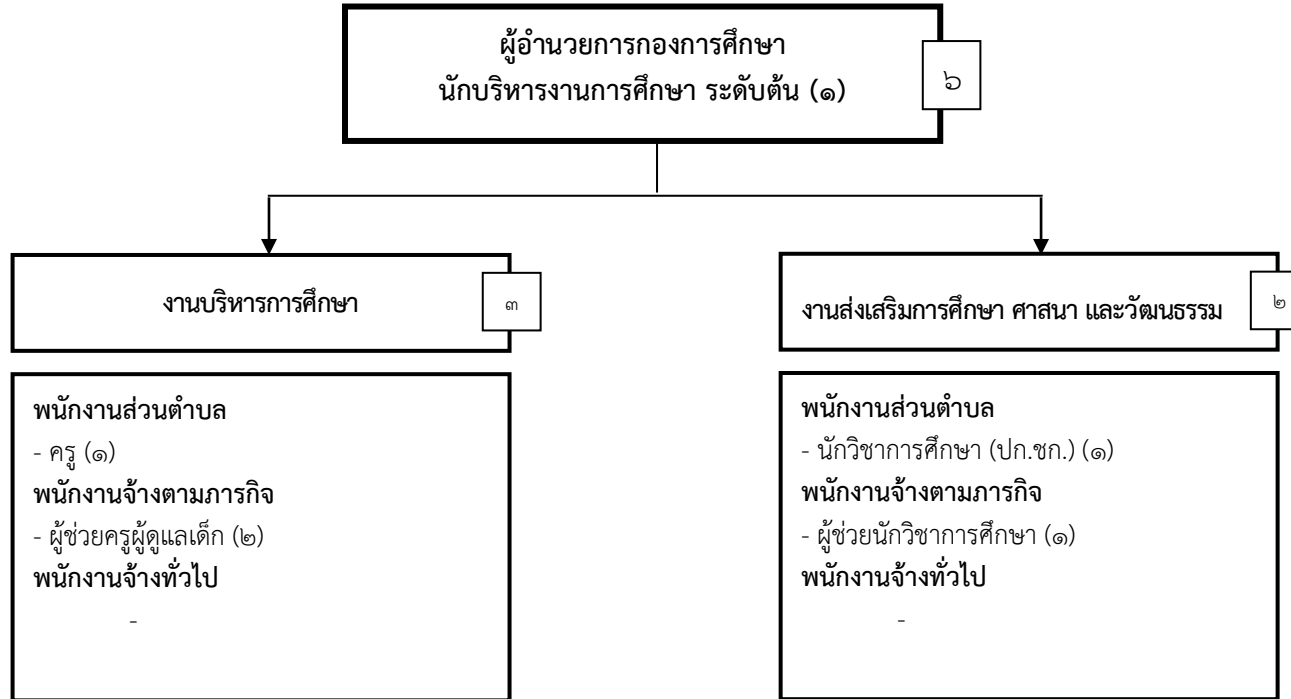 ผู้อำนวยการกองการศึกษา
นักบริหารงานการศึกษา ระดับต้น (๑)
๖
งานบริหารการศึกษา
๓
พนักงานส่วนตำบล
- ครู (๑)
พนักงานจ้างตามภารกิจ
- ผู้ช่วยครูผู้ดูแลเด็ก (๒)
พนักงานจ้างทั่วไป
-
งานส่งเสริมการศึกษา ศาสนา และวัฒนธรรม
๒
พนักงานส่วนตำบล
- นักวิชาการศึกษา (ปก.ชก.) (๑)
พนักงานจ้างตามภารกิจ
- ผู้ช่วยนักวิชาการศึกษา (๑)
พนักงานจ้างทั่วไป
-